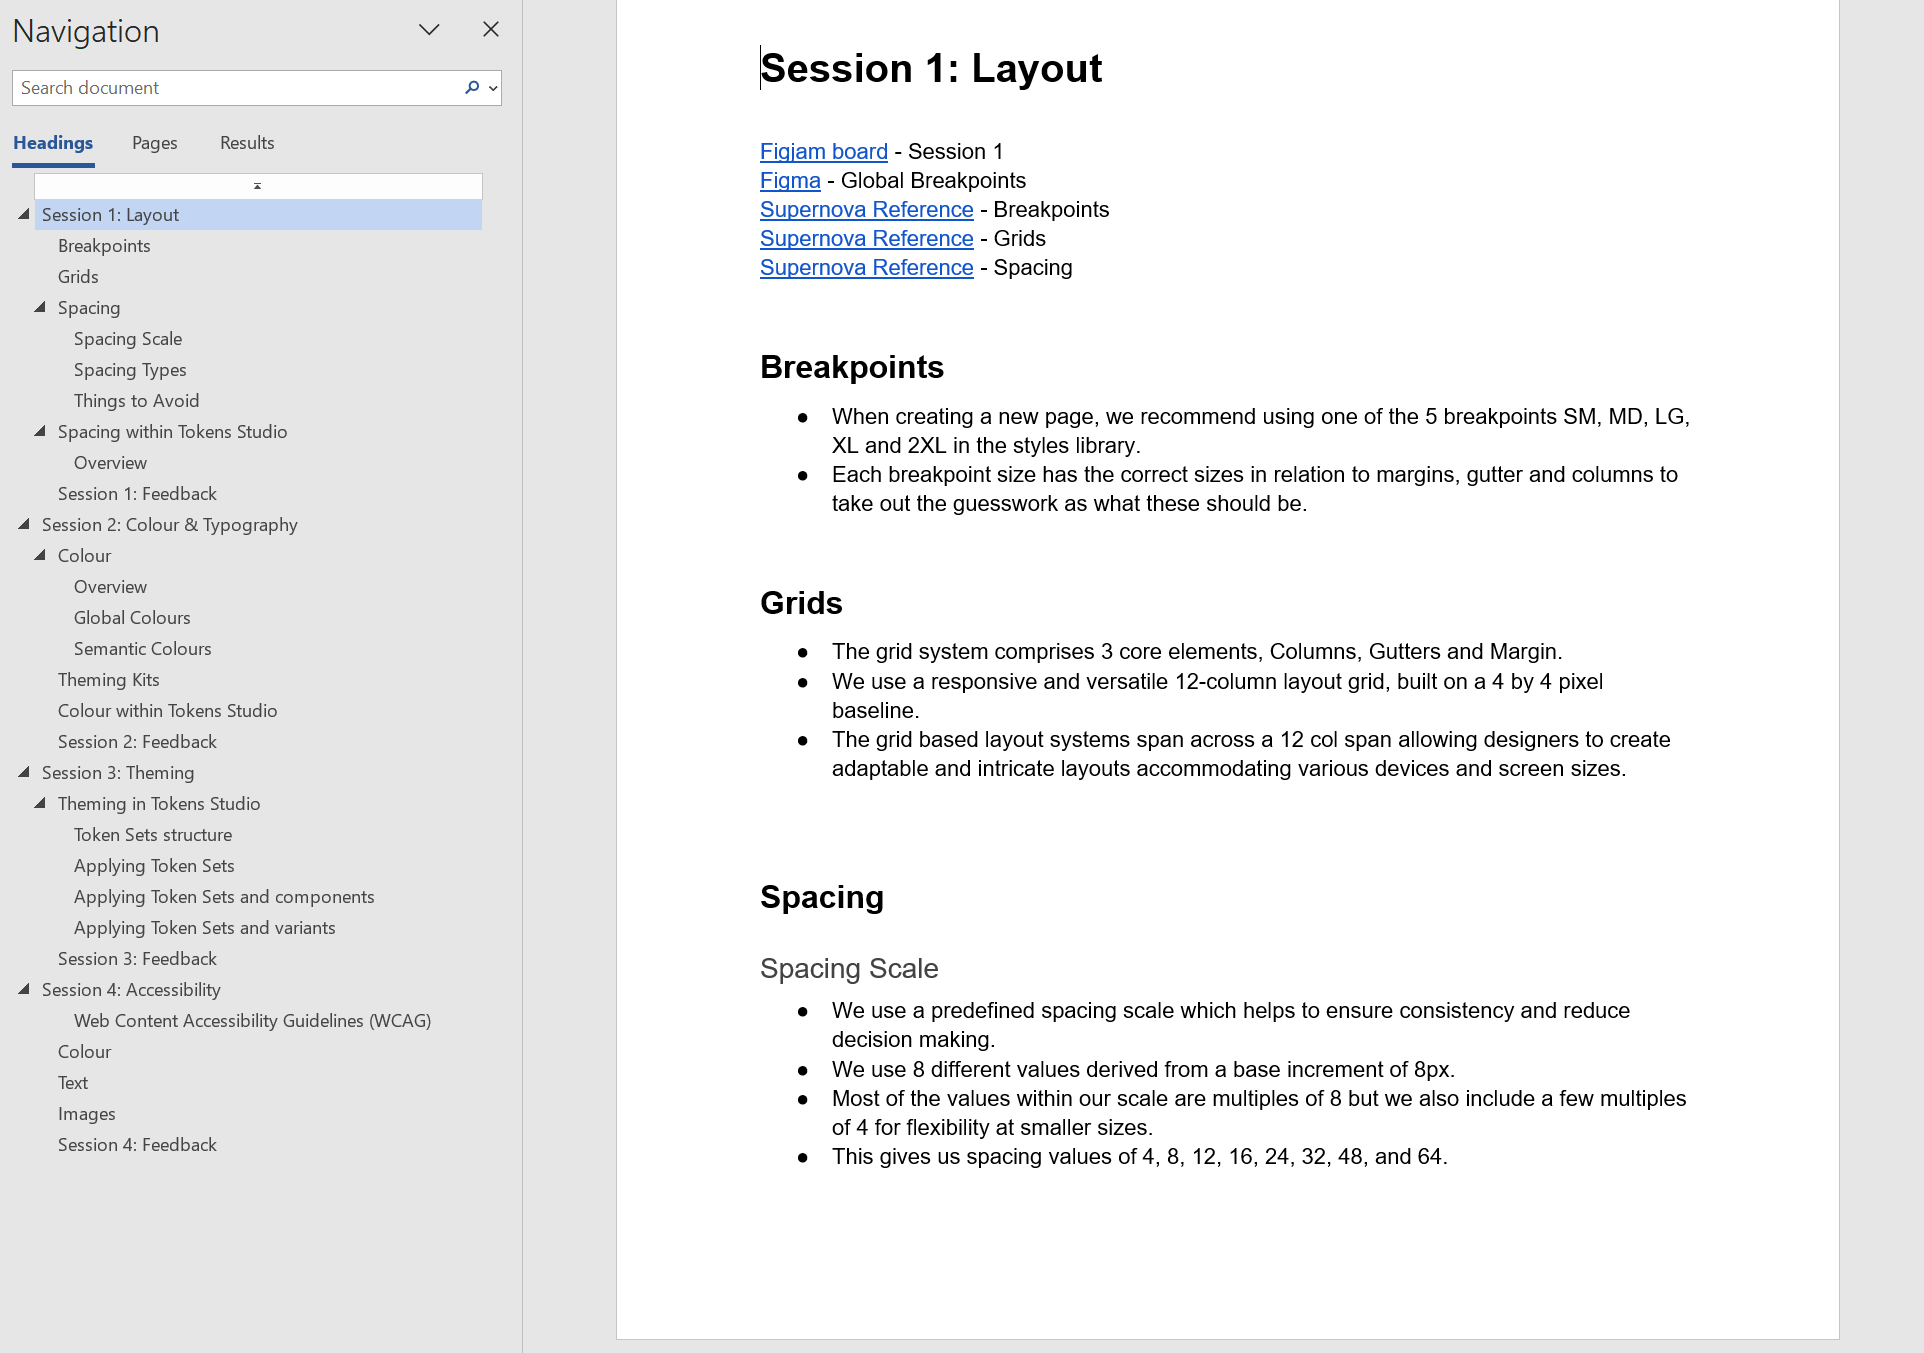 Navigation
Search document
Headings
Pages
Results
Session 1: Layout
Breakpoints
Grids
Spacing
Spacing Scale
Spacing Types
Things to Avoid
Spacing within Tokens Studio
Overview
Session 1: Feedback
Session 2: Colour & Typography
Colour
Overview
Global Colours
Semantic Colours
Theming Kits
Colour within Tokens Studio
Session 2: Feedback
Session 3: Theming
Theming in Tokens Studio
Token Sets structure
Applying Token Sets
Applying Token Sets and components
Applying Token Sets and variants
Session 3: Feedback
Session 4: Accessibility
Web Content Accessibility Guidelines (WCAG)
Colour
Text
Images
Session 4: Feedback
Session 1: Layout
Figjam board - Session 1
Figma - Global Breakpoints
Supernova Reference - Breakpoints
Supernova Reference - Grids
Supernova Reference - Spacing
Breakpoints
● When creating a new page, we recommend using one of the 5 breakpoints SM, MD, LG,
XL and 2XL in the styles library.
● Each breakpoint size has the correct sizes in relation to margins, gutter and columns to
take out the guesswork as what these should be.
Grids
● The grid system comprises 3 core elements, Columns, Gutters and Margin.
● We use a responsive and versatile 12-column layout grid, built on a 4 by 4 pixel
baseline.
● The grid based layout systems span across a 12 col span allowing designers to create
adaptable and intricate layouts accommodating various devices and screen sizes.
Spacing
Spacing Scale
● We use a predefined spacing scale which helps to ensure consistency and reduce
decision making.
● We use 8 different values derived from a base increment of 8px.
● Most of the values within our scale are multiples of 8 but we also include a few multiples
of 4 for flexibility at smaller sizes.
● This gives us spacing values of 4, 8, 12, 16, 24, 32, 48, and 64.